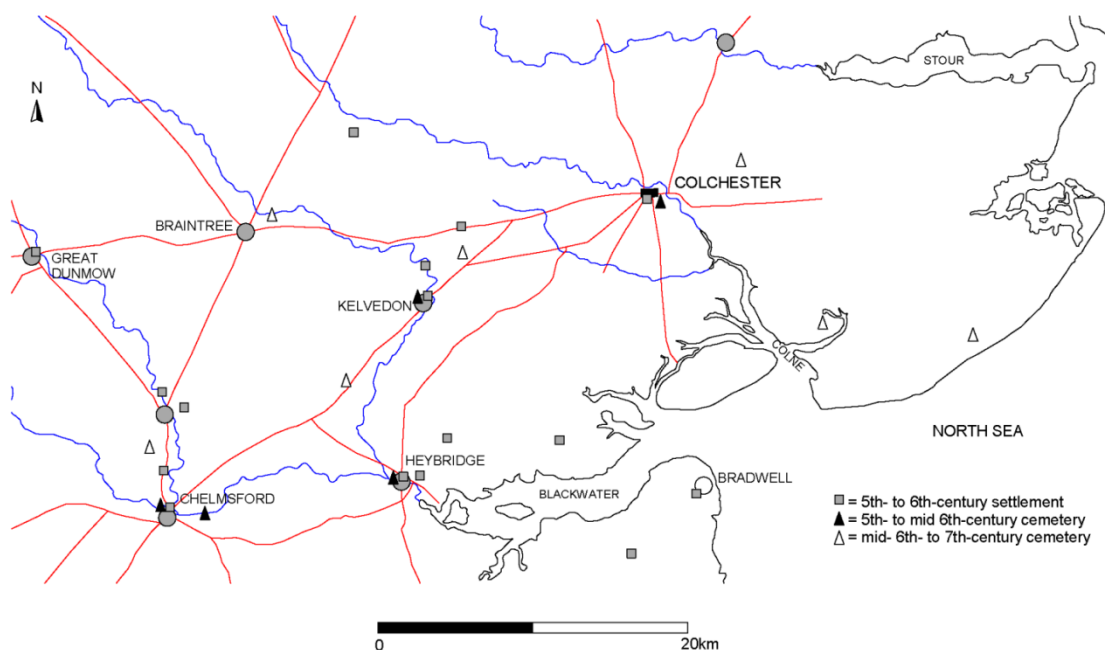 STOUR
N
COLCHESTER
BRAINTREE
GREAT
DUNMOW
KELVEDON
COLNE
NORTH SEA
HEYBRIDGE
BRADWELL
BLACKWATER
CHELMSFORD
= 5th- to 6th-century settlement
= 5th- to mid 6th-century cemetery
= mid- 6th- to 7th-century cemetery
0
20km